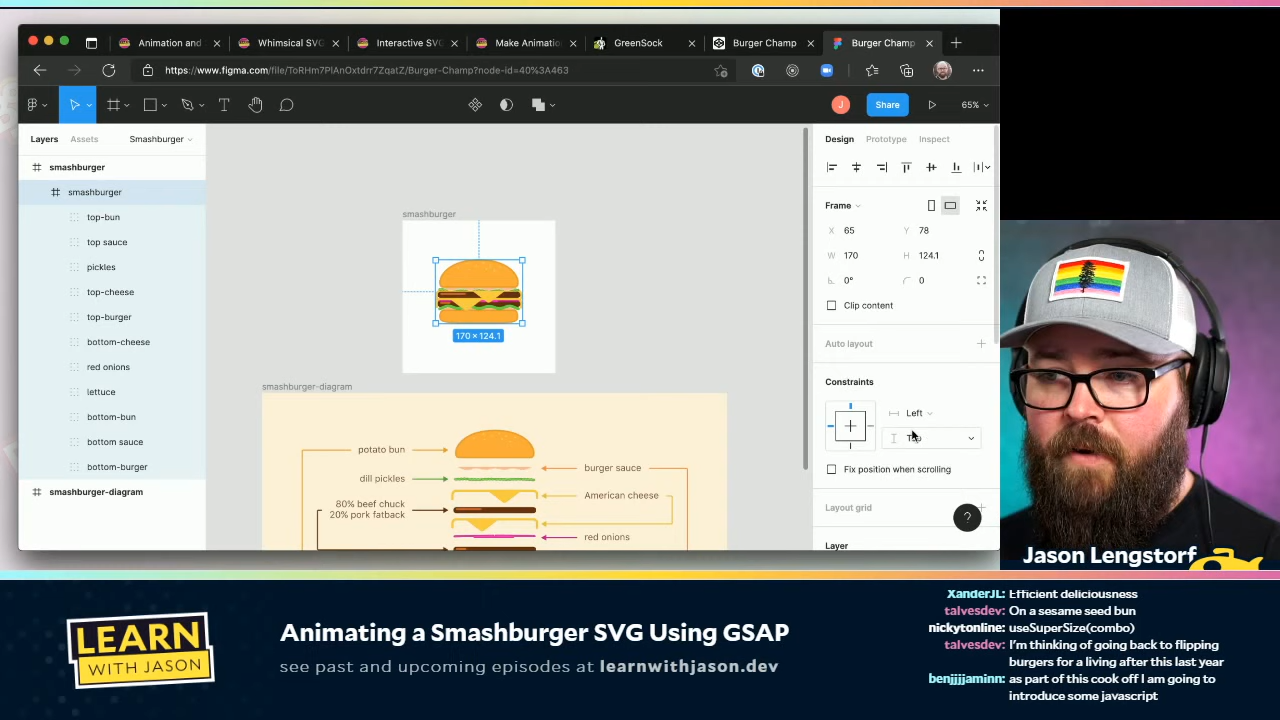 Animation and
Whimsical SVG
Interactive SVG
Make Animatio
GreenSock
Burger Champ
Burger Champ
https://www.figma.com/file/ToRHm7PlAnOxtdrr7ZqatZ/Burger-Champ?node-id=40%3A463
J
Share
65%
Layers
Assets
Smashburger
smashburger
smashburger
top-bun
top sauce
pickles
top-cheese
top-burger
bottom-cheese
red onions
lettuce
bottom-bun
bottom sauce
bottom-burger
smashburger-diagram
smashburger
170 × 124.1
smashburger-diagram
potato bun
burger sauce
dill pickles
American cheese
80% beef chuck
20% pork fatback
red onions
Design
Prototype
Inspect
Frame
X 65
Y 78
W 170
H 124.1
0°
0
Clip content
Auto layout
Constraints
Left
Fix position when scrolling
Layout grid
?
Layer
Jason Lengstorf
LEARN
WITH JASON
Animating a Smashburger SVG Using GSAP
see past and upcoming episodes at learnwithjason.dev
XanderJL: Efficient deliciousness
talvesdev: On a sesame seed bun
nickytonline: useSuperSize(combo)
talvesdev: I'm thinking of going back to flipping
burgers for a living after this last year
benjjjjaminn: as part of this cook off I am going to
introduce some javascript